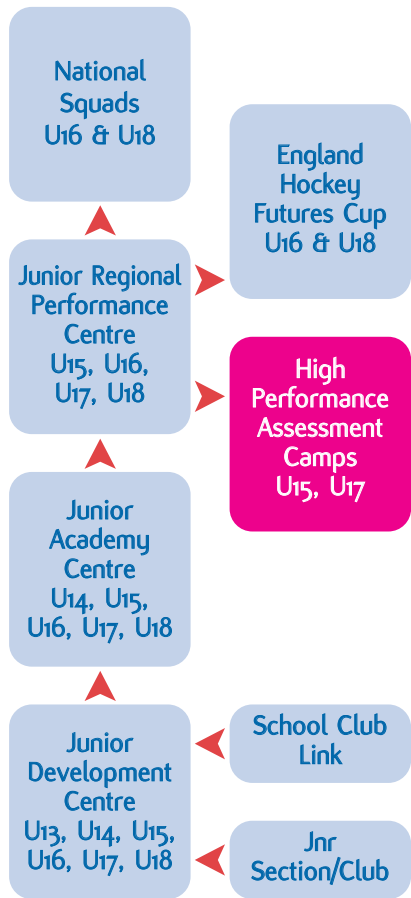 National
Squads
U16 & U18
England
Hockey
Futures Cup
U16 & U18
Junior Regional
Performance
Centre
U15, U16,
U17, U18
High
Performance
Assessment
Camps
U15, U17
Junior
Academy
Centre
U14, U15,
U16, U17, U18
Junior
Development
Centre
U13, U14, U15,
U16, U17, U18
School Club
Link
Jnr
Section/Club